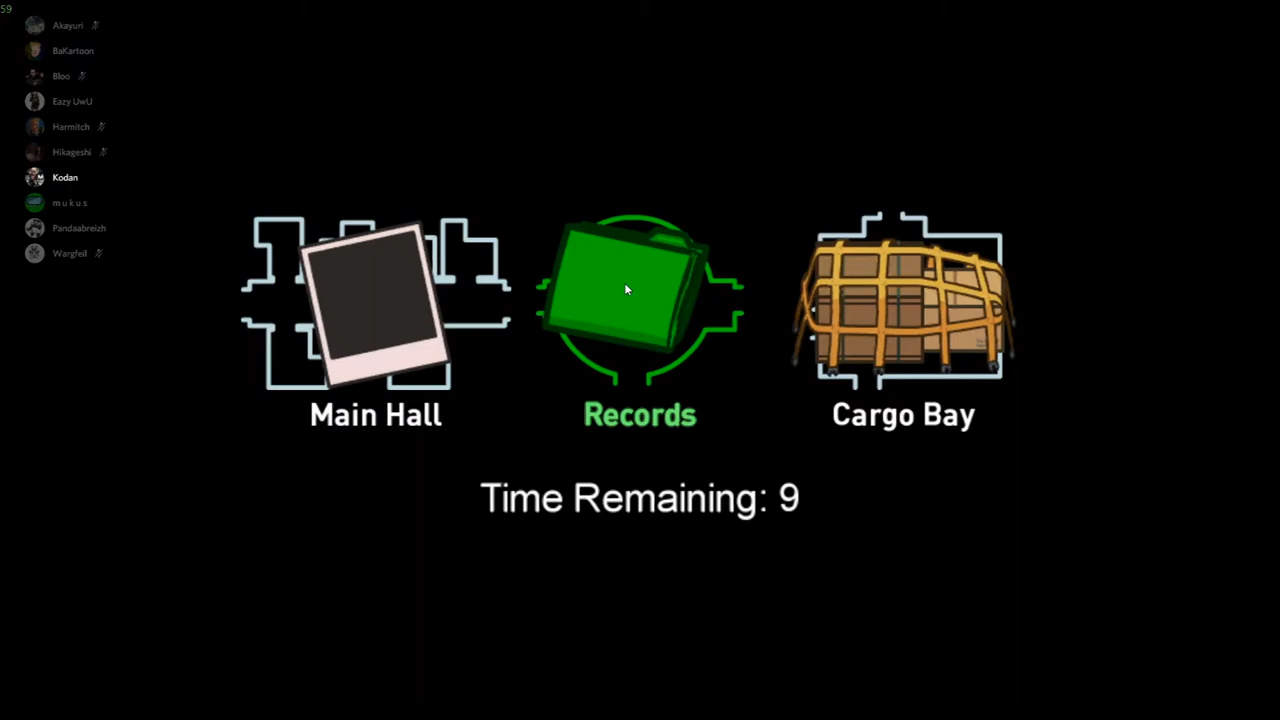 59
Akayuri
BaKartoon
Bloo
Eazy UwU
Harmitch
Hikageshi
Kodan
m u k u s
Pandaabreizh
Wargfeil
Main Hall
Records
Cargo Bay
Time Remaining: 9